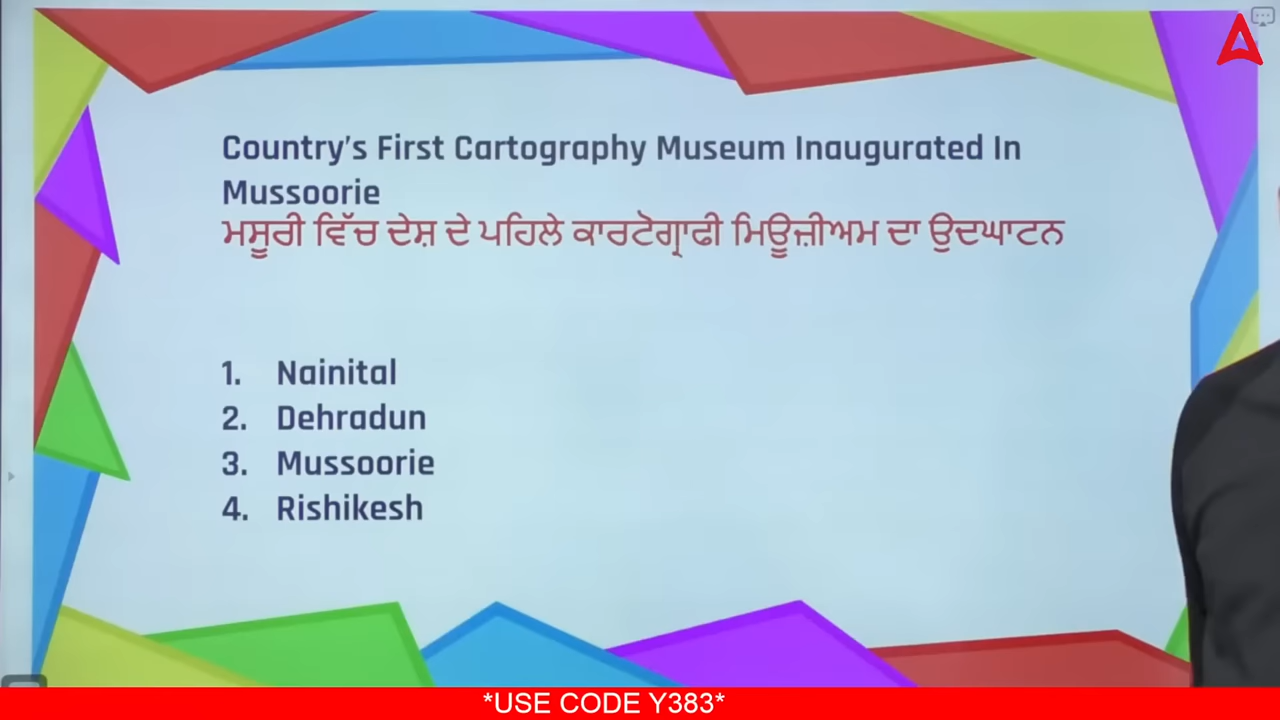 Country's First Cartography Museum Inaugurated In
Mussoorie
ਮਸੂਰੀ ਵਿੱਚ ਦੇਸ਼ ਦੇ ਪਹਿਲੇ ਕਾਰਟੋਗ੍ਰਾਫੀ ਮਿਊਜ਼ੀਅਮ ਦਾ ਉਦਘਾਟਨ
1. Nainital
2. Dehradun
3. Mussoorie
4. Rishikesh
*USE CODE Y383*